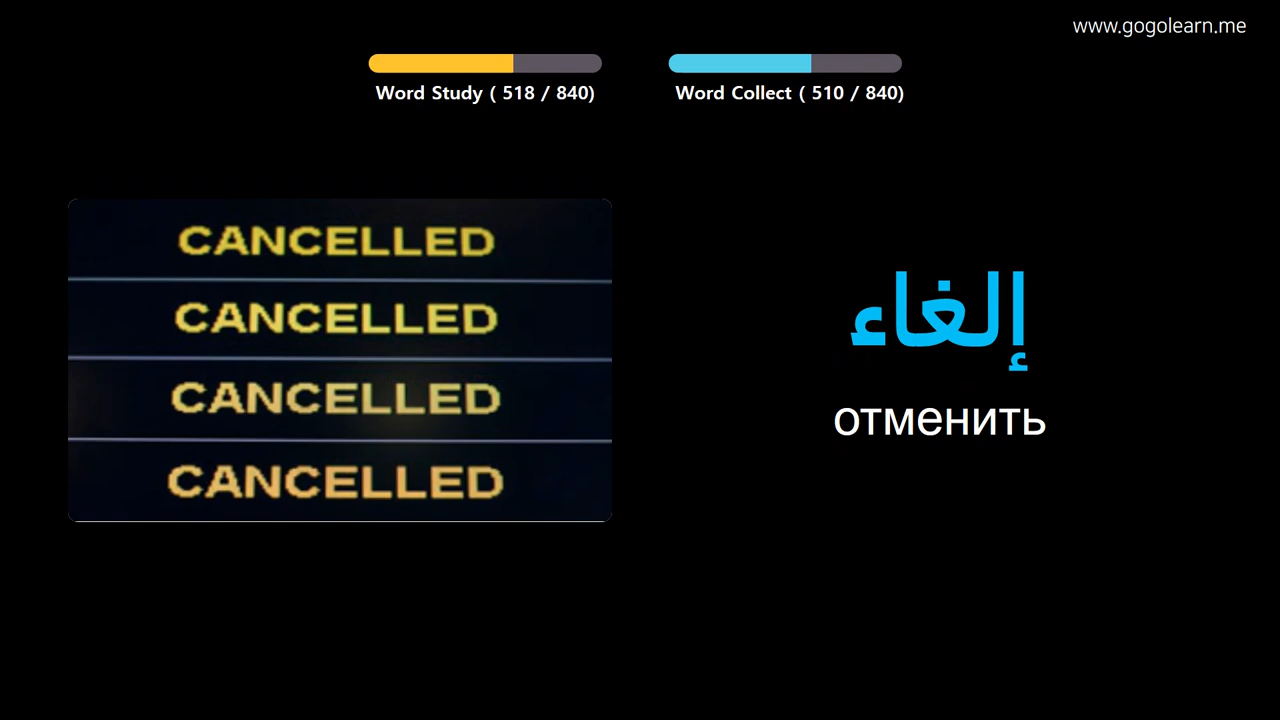 www.gogolearn.me
Word Study ( 518 / 840)
Word Collect ( 510 / 840)
CANCELLED
CANCELLED
CANCELLED
CANCELLED
إلغاء
отменить